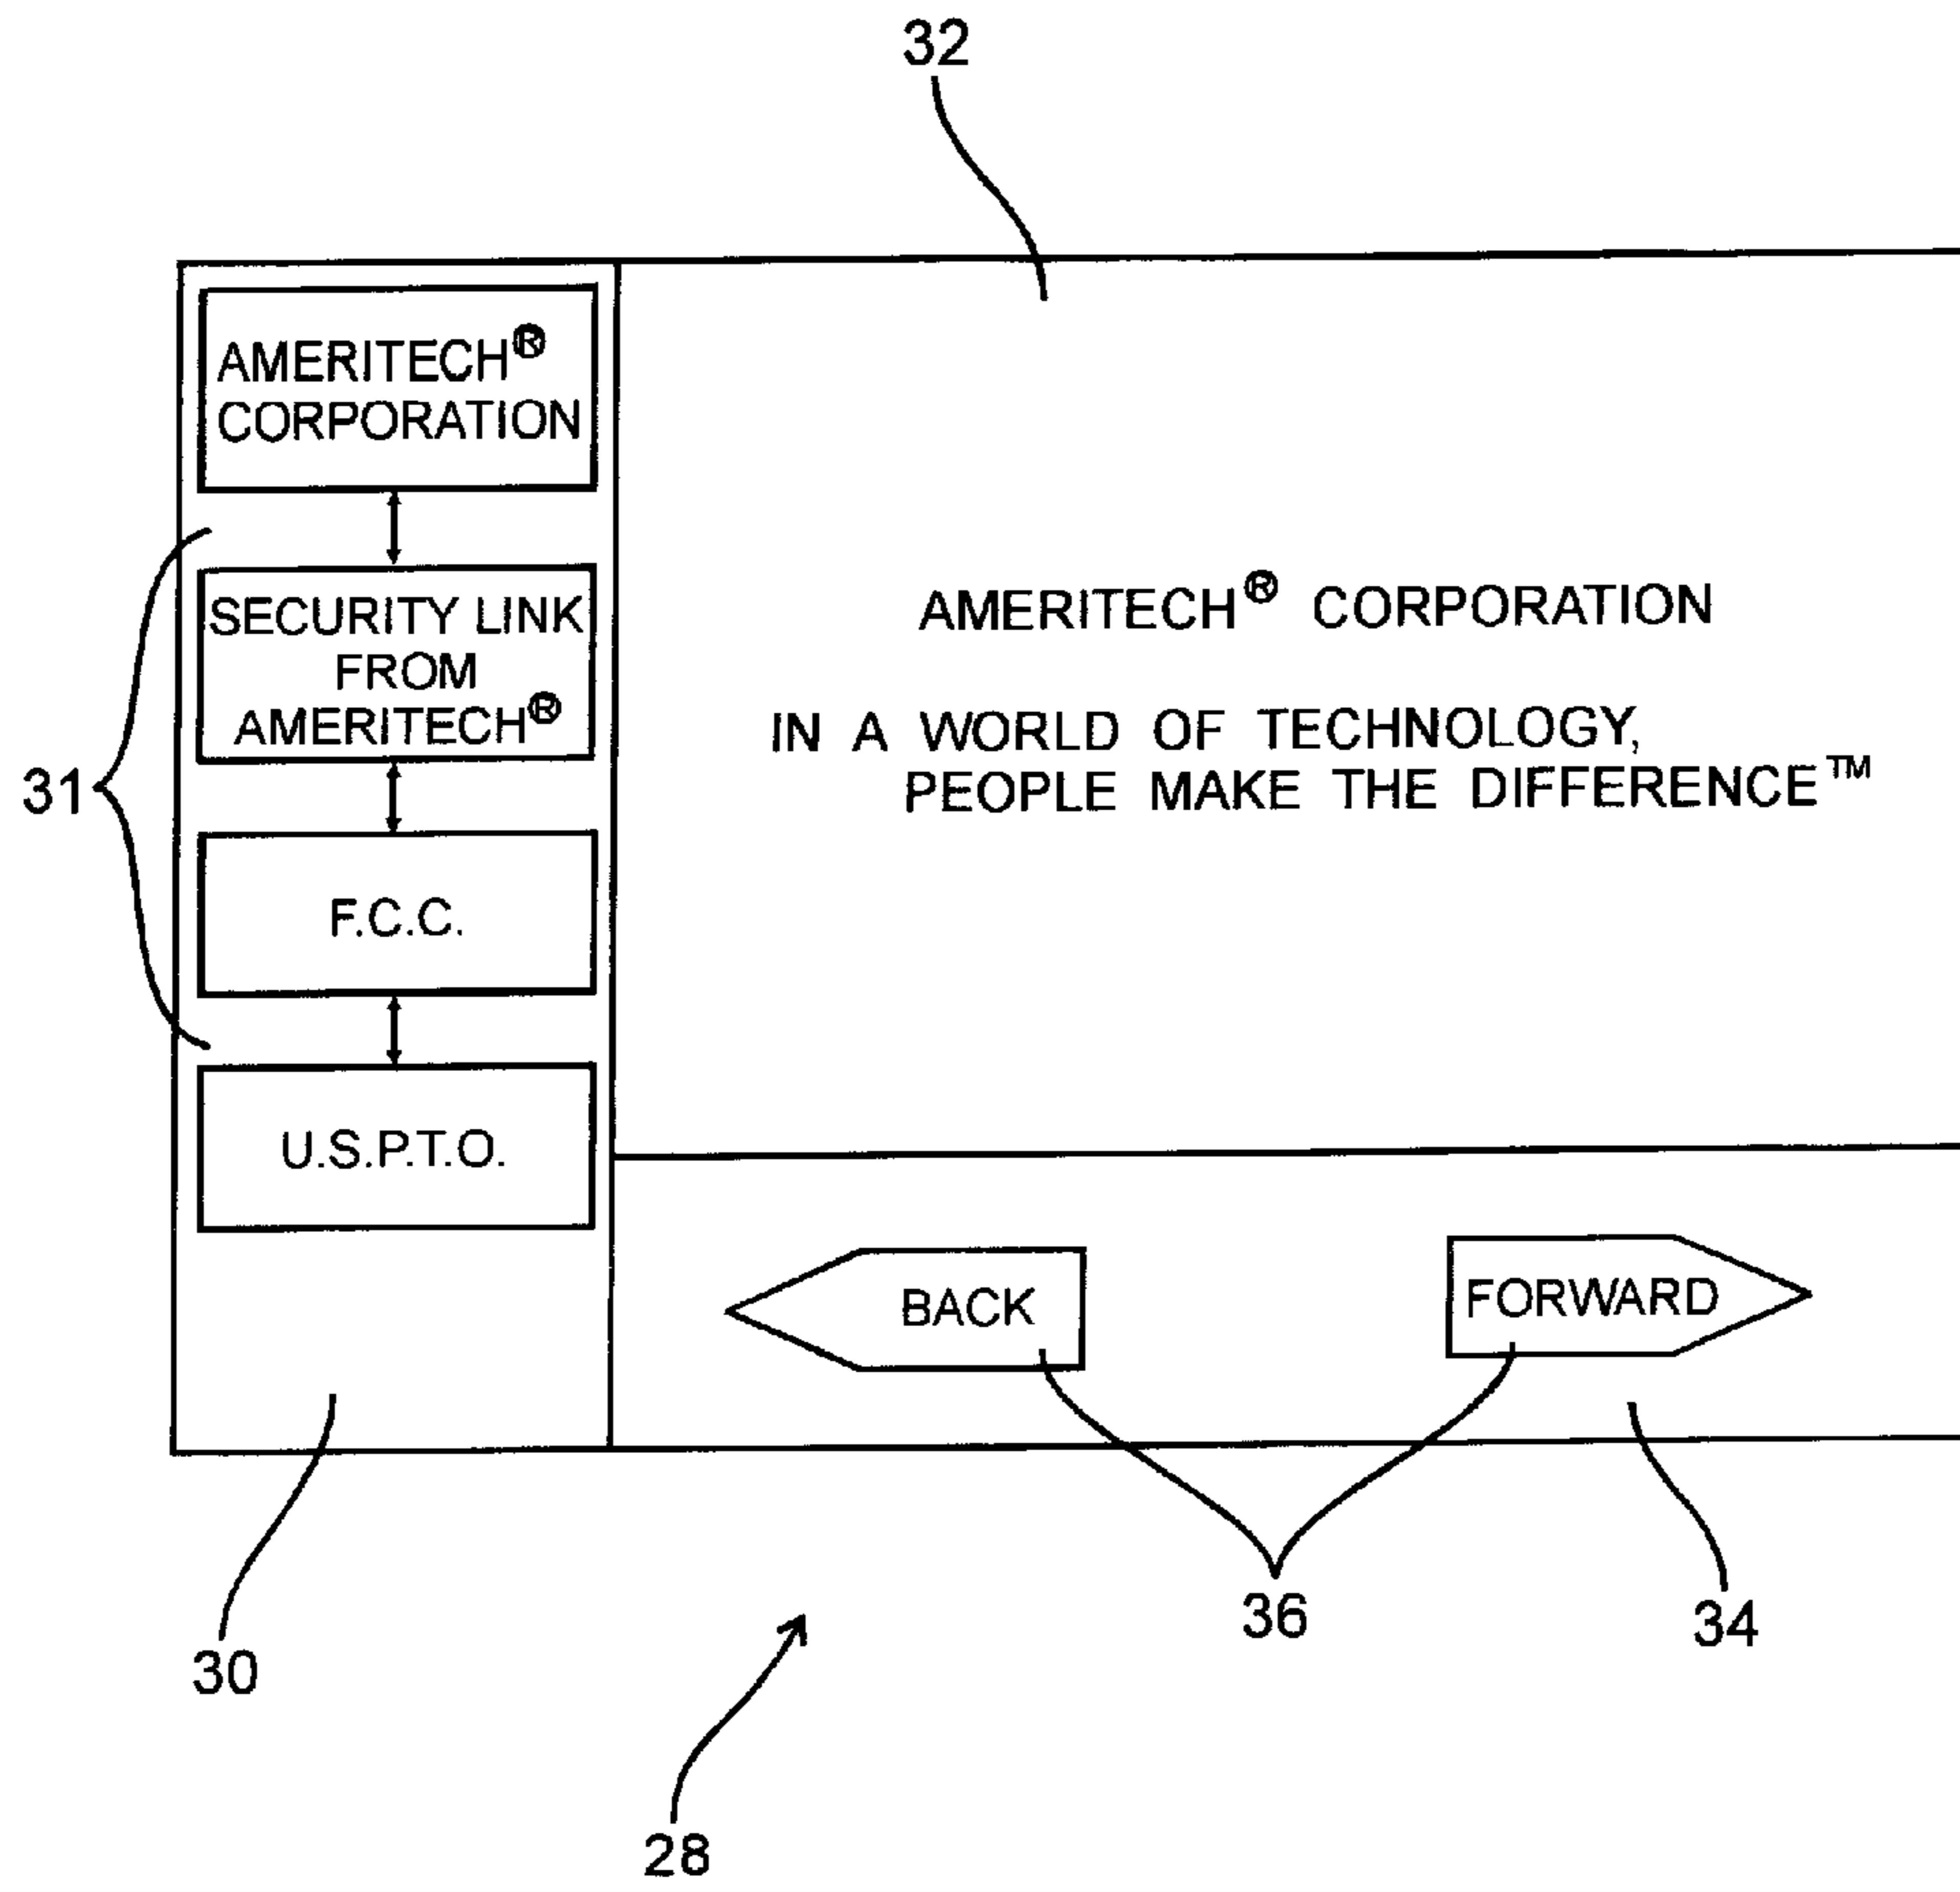 32
AMERITECH®
CORPORATION
SECURITY LINK
FROM
AMERITECH®
F.C.C.
U.S.P.T.O.
31
AMERITECH® CORPORATION
IN A WORLD OF TECHNOLOGY,
PEOPLE MAKE THE DIFFERENCE™
BACK
FORWARD
30
36
34
28